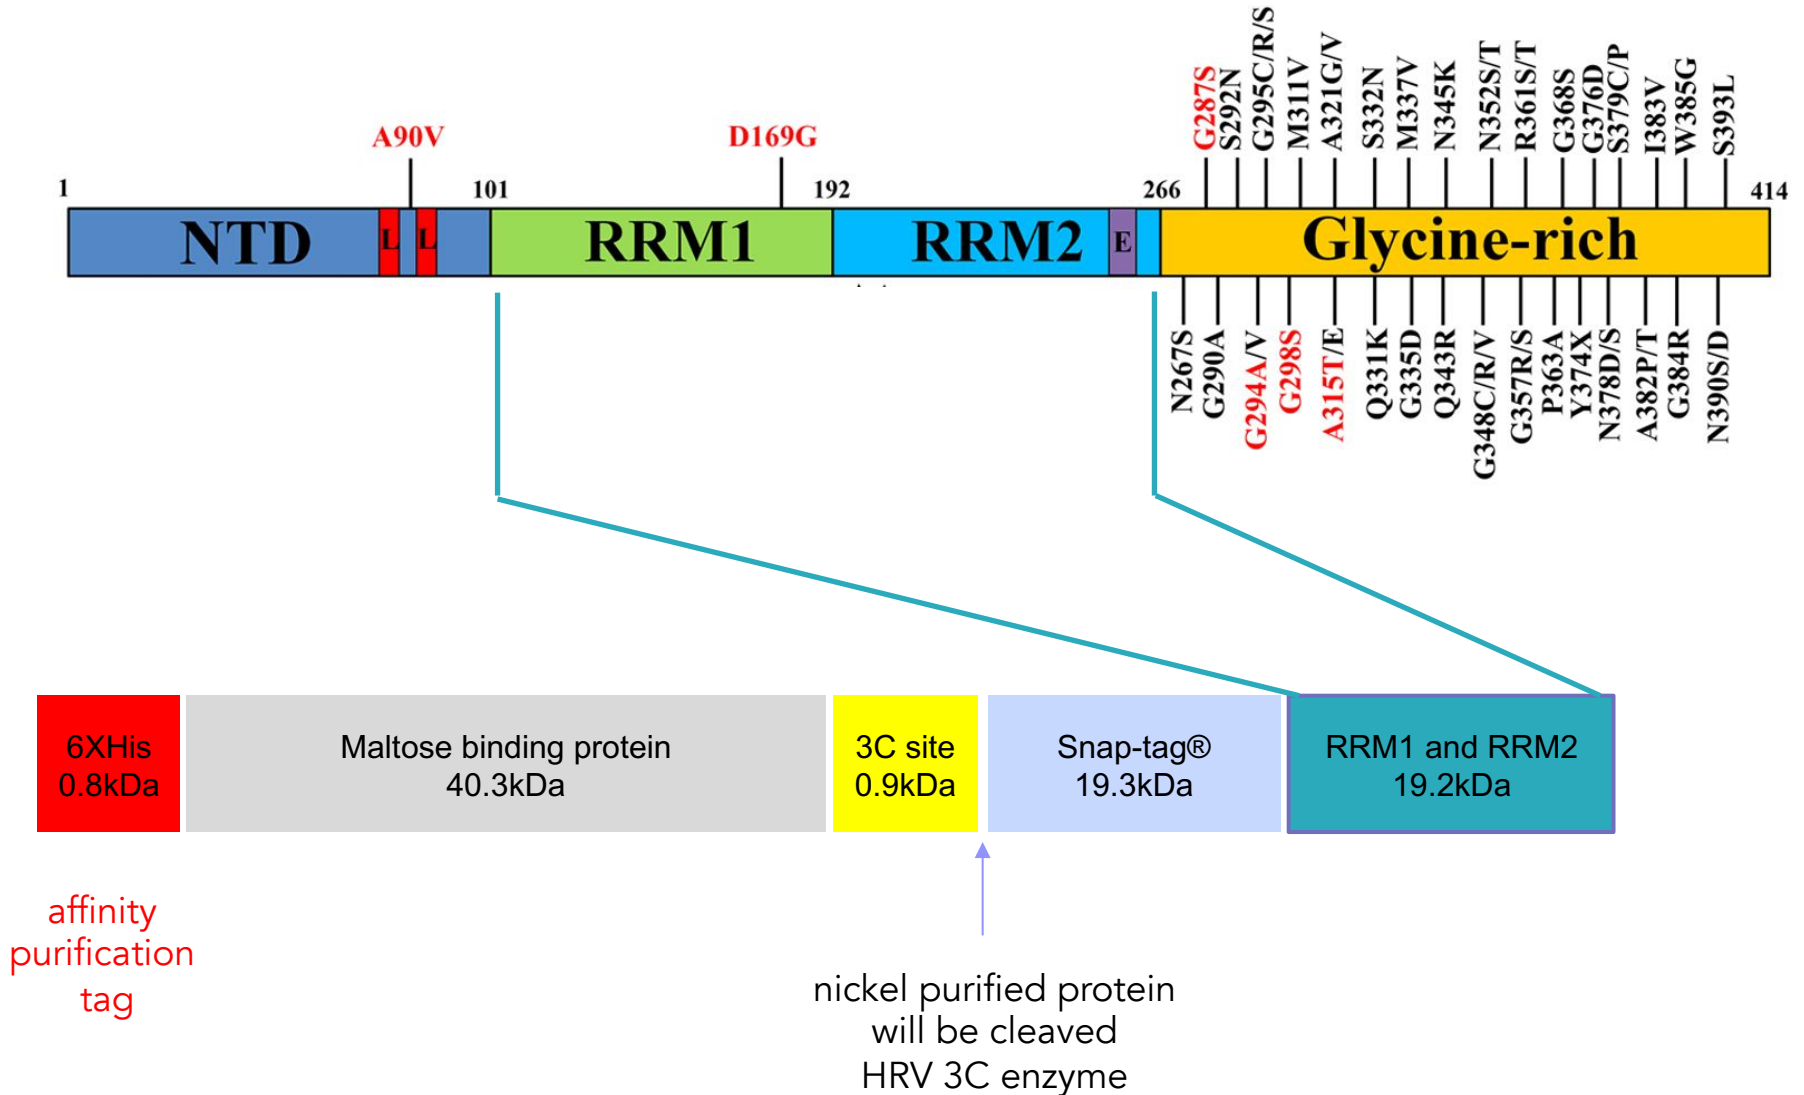 G287S
S292N
G295C/R/S
M311V
A321G/V
S332N
M337V
N345K
N352S/T
R361S/T
G368S
G376D
S379C/P
I383V
W385G
S393L
A90V
D169G
1
101
192
266
414
NTD
L
L
RRM1
RRM2
E
Glycine-rich
N267S
G290A
G294A/V
G298S
A315T/E
Q331K
G335D
Q343R
G348C/R/V
G357R/S
P363A
Y374X
N378D/S
A382P/T
G384R
N390S/D
6XHis
0.8kDa
Maltose binding protein
40.3kDa
3C site
0.9kDa
Snap-tag®
19.3kDa
RRM1 and RRM2
19.2kDa
affinity
purification
tag
nickel purified protein
will be cleaved
HRV 3C enzyme